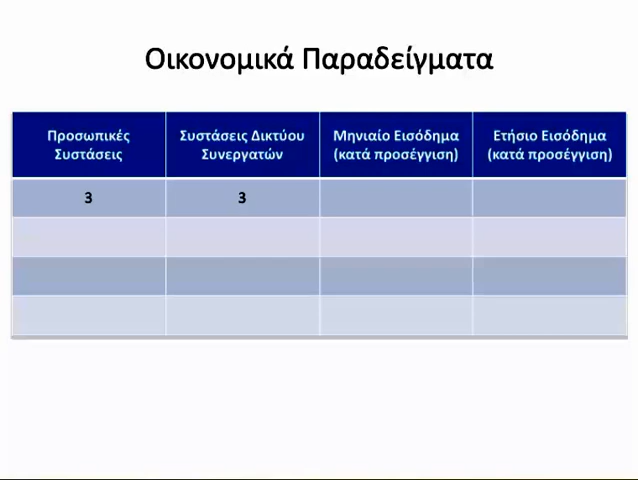 Οικονομικά Παραδείγματα
Προσωπικές Συστάσεις
Συστάσεις Δικτύου Συνεργατών
Μηνιαίο Εισόδημα (κατά προσέγγιση)
Ετήσιο Εισόδημα (κατά προσέγγιση)
3
3